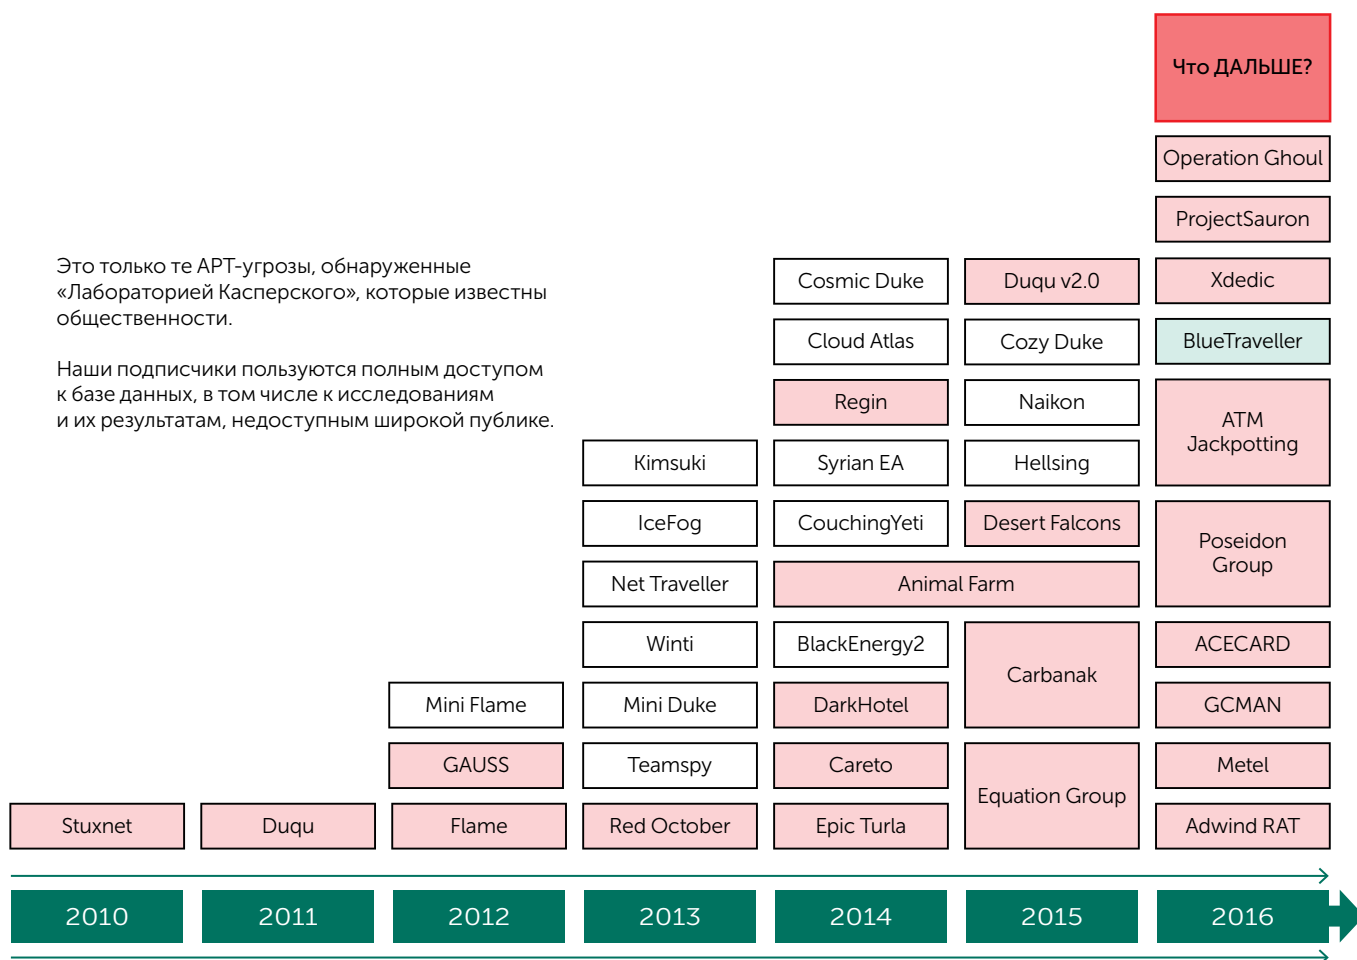 Что ДАЛЬШЕ?
Operation Ghoul
ProjectSauron
Это только те APT-угрозы, обнаруженные
«Лабораторией Касперского», которые известны
общественности.
Наши подписчики пользуются полным доступом
к базе данных, в том числе к исследованиям
и их результатам, недоступным широкой публике.
Cosmic Duke
Duqu v2.0
Xdedic
Cloud Atlas
Cozy Duke
BlueTraveller
Regin
Naikon
ATM
Jackpotting
Kimsuki
Syrian EA
Hellsing
IceFog
CouchingYeti
Desert Falcons
Poseidon
Group
Net Traveller
Animal Farm
Winti
BlackEnergy2
Carbanak
ACECARD
Mini Flame
Mini Duke
DarkHotel
GCMAN
GAUSS
Teamspy
Careto
Equation Group
Metel
Stuxnet
Duqu
Flame
Red October
Epic Turla
Adwind RAT
2010
2011
2012
2013
2014
2015
2016